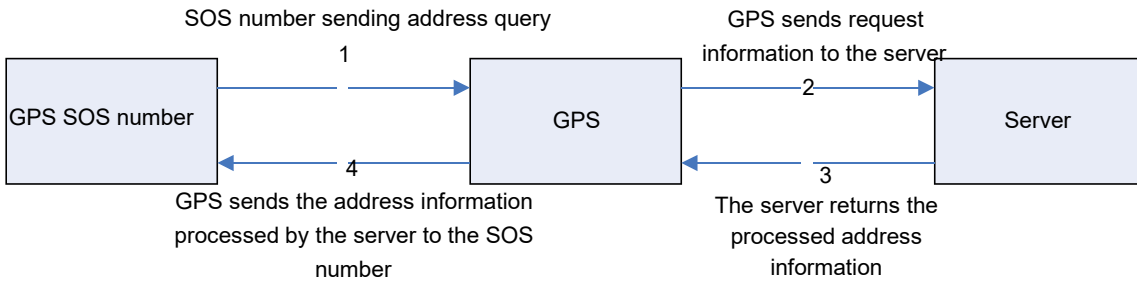 SOS number sending address query
1
GPS sends request
information to the server
2
GPS SOS number
GPS
Server
4
GPS sends the address information
processed by the server to the SOS
number
3
The server returns the
processed address
information